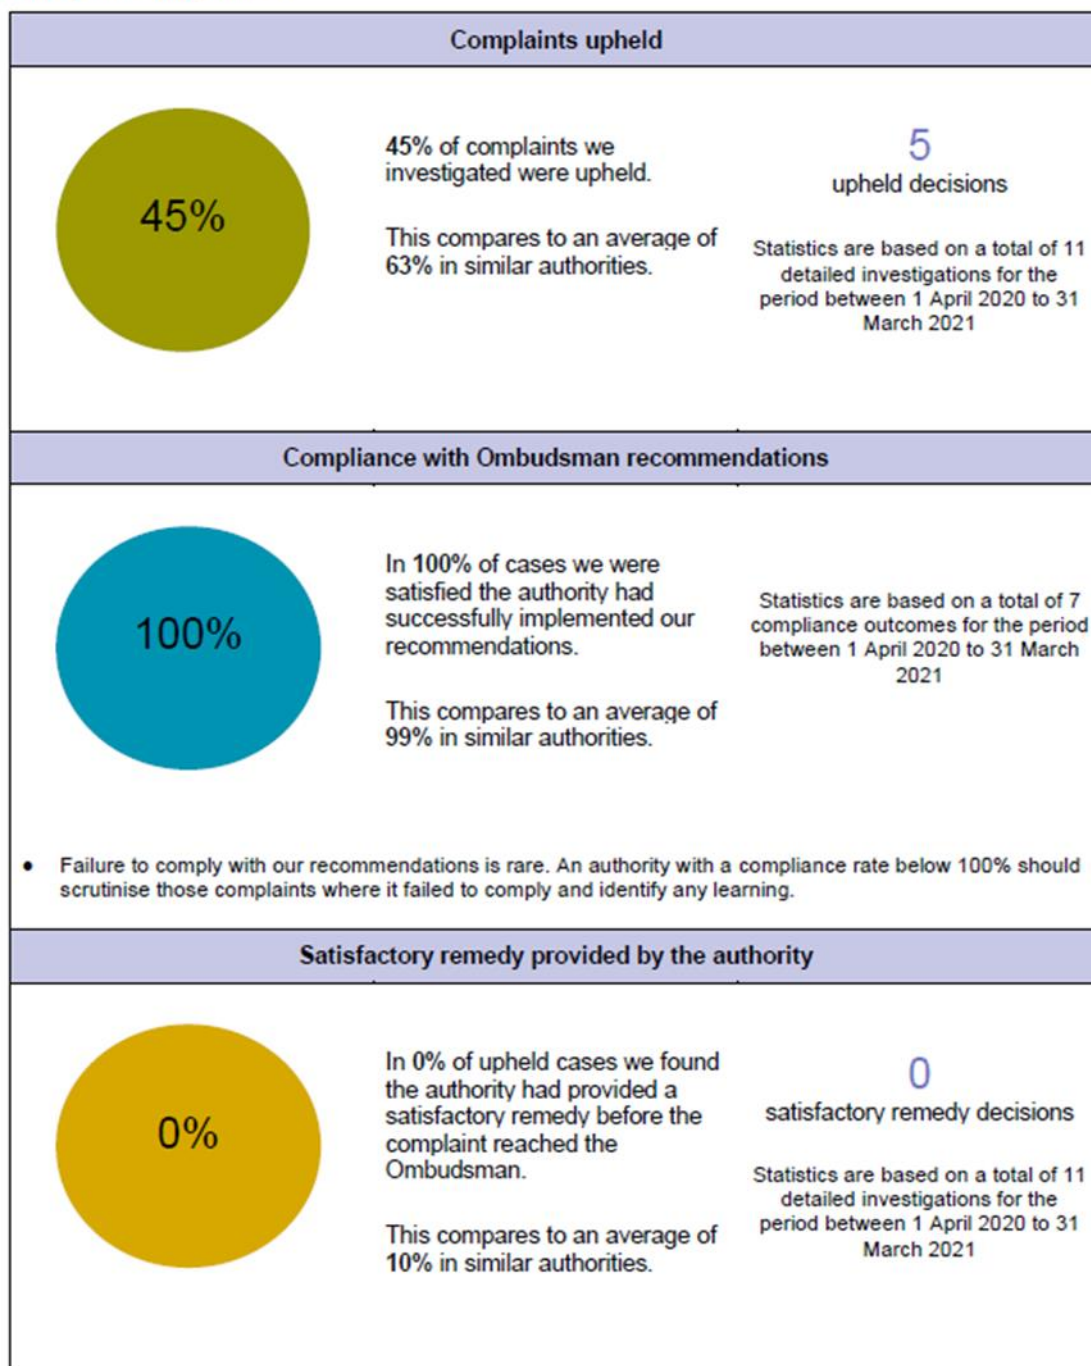 Complaints upheld
45%
45% of complaints we
investigated were upheld.
This compares to an average of
63% in similar authorities.
5
upheld decisions
Statistics are based on a total of 11
detailed investigations for the
period between 1 April 2020 to 31
March 2021
Compliance with Ombudsman recommendations
100%
In 100% of cases we were
satisfied the authority had
successfully implemented our
recommendations.
This compares to an average of
99% in similar authorities.
Statistics are based on a total of 7
compliance outcomes for the period
between 1 April 2020 to 31 March
2021
• Failure to comply with our recommendations is rare. An authority with a compliance rate below 100% should
scrutinise those complaints where it failed to comply and identify any learning.
Satisfactory remedy provided by the authority
0%
In 0% of upheld cases we found
the authority had provided a
satisfactory remedy before the
complaint reached the
Ombudsman.
This compares to an average of
10% in similar authorities.
0
satisfactory remedy decisions
Statistics are based on a total of 11
detailed investigations for the
period between 1 April 2020 to 31
March 2021